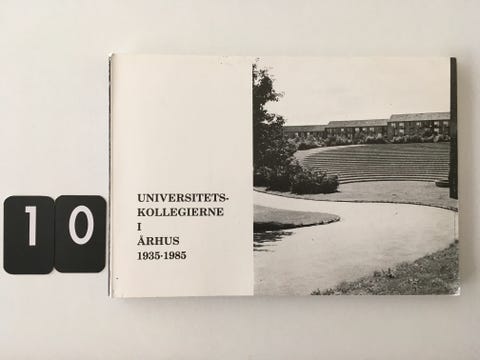 10
UNIVERSITETS-
KOLLEGIERNE
I
ÅRHUS
1935-1985